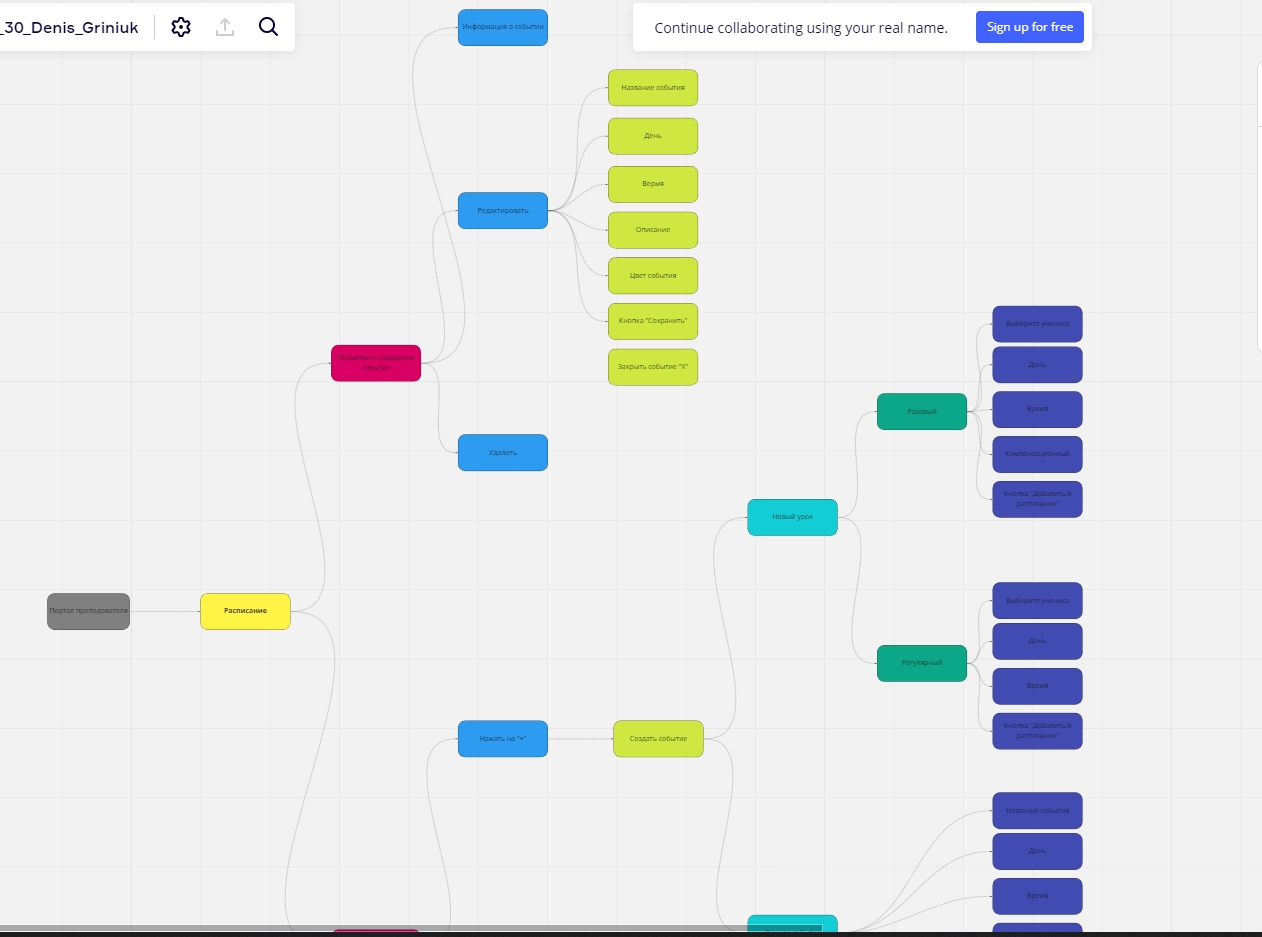 _30_Denis_Griniuk
Continue collaborating using your real name.
Sign up for free
Информация о событии
Название события
День
Вермя
Редактировать
Описание
Цвет события
Кнопка "Сохранить"
Закрыть событие "Х"
Посмотреть созданное
событие
Удалить
Выберите ученика
День
Разовый
Время
Компенсационный
Кнопка "Добавить в
расписание"
Новый урок
Портал преподователя
Расписание
Выберите ученика
День
Регулярный
Время
Кнопка "Добавить в
расписание"
Нажать на "+"
Создать событие
Название события
День
Время